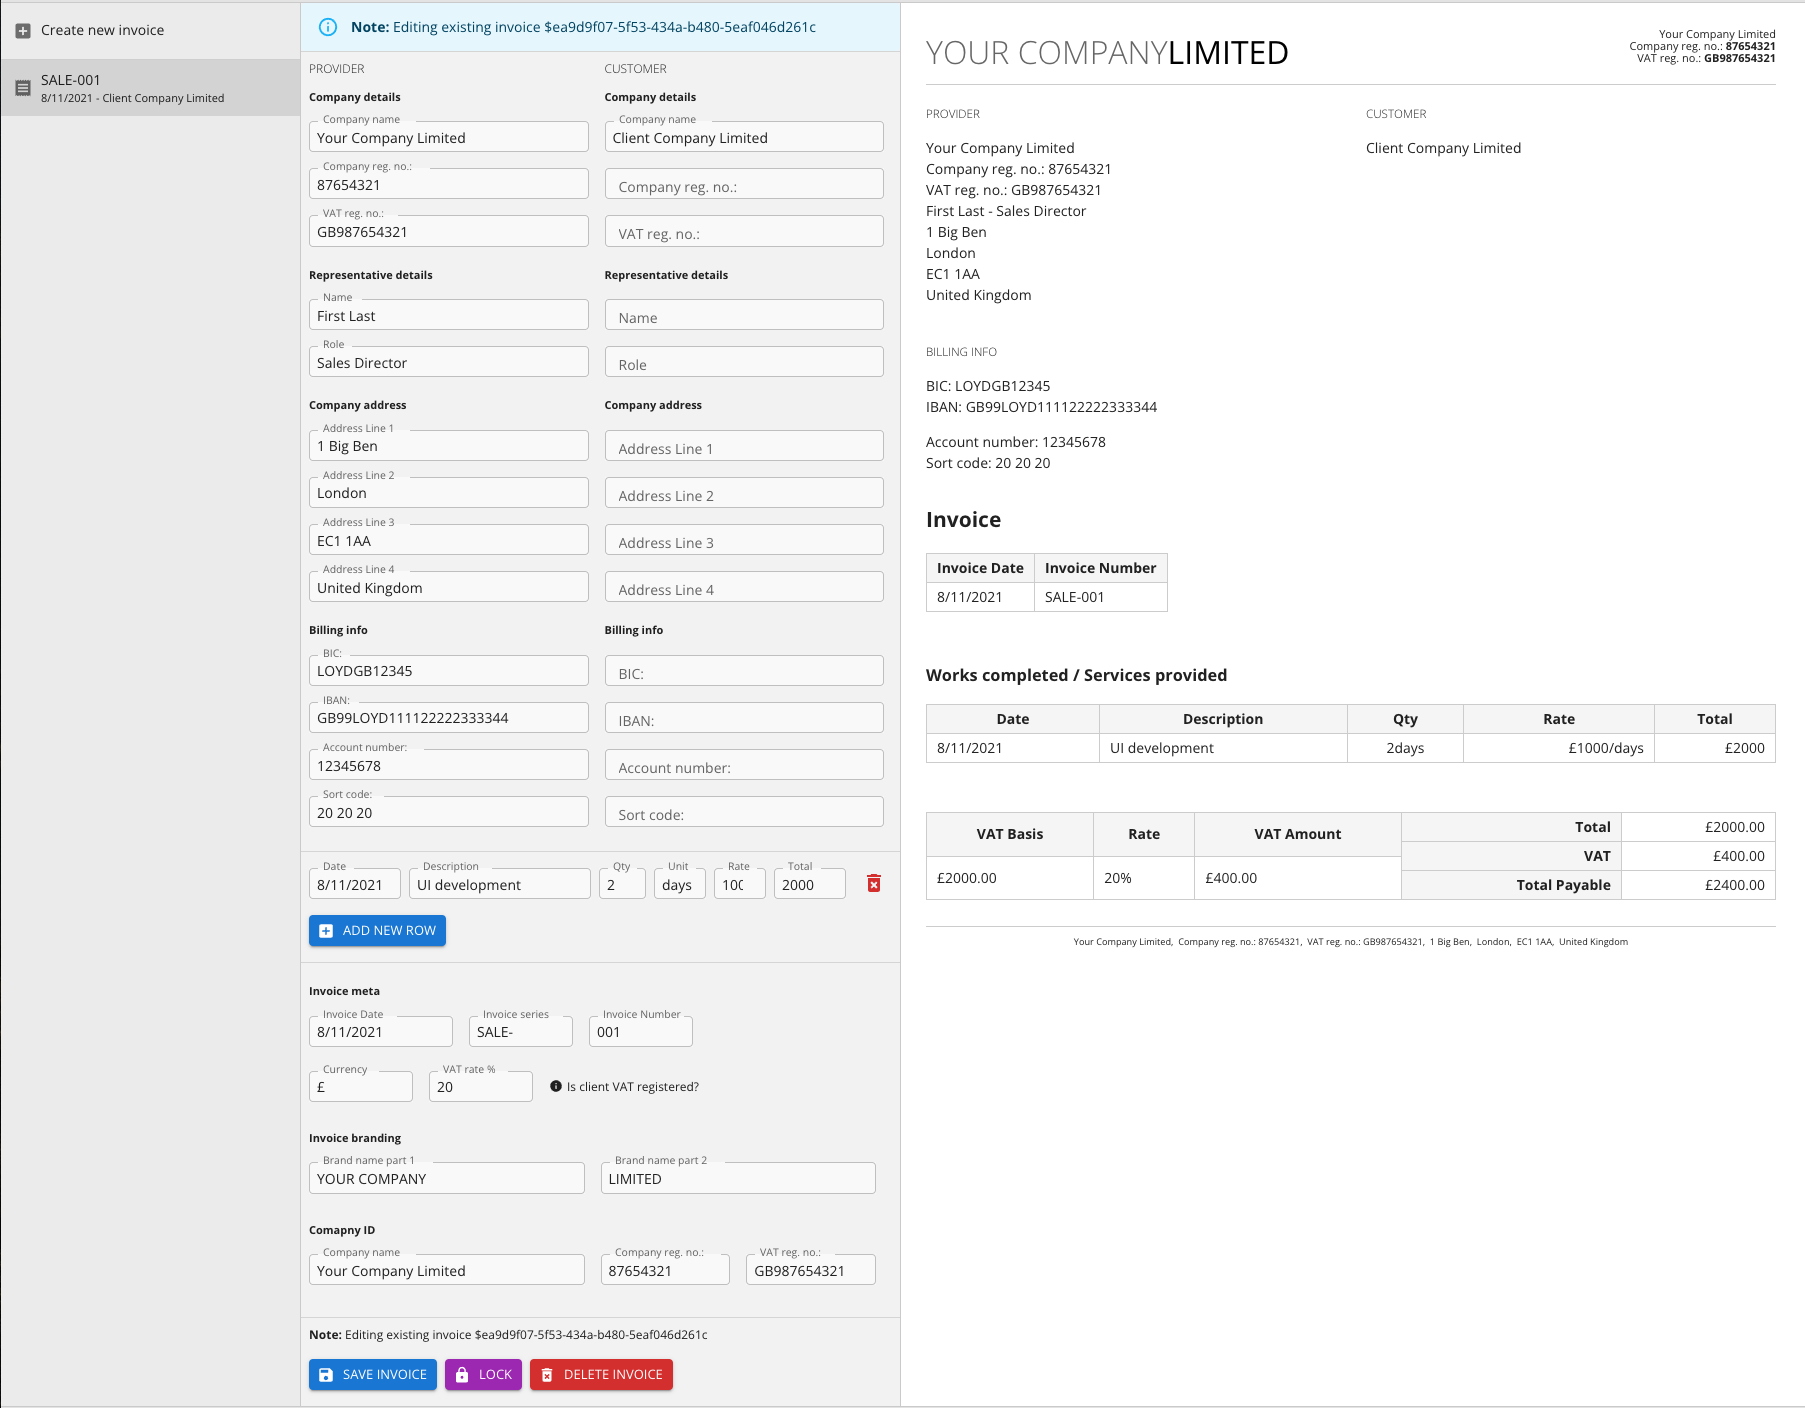 Create new invoice
SALE-001
8/11/2021 - Client Company Limited
Note: Editing existing invoice $ea9d9f07-5f53-434a-b480-5eaf046d261c
PROVIDER
Company details
Company name
Your Company Limited
Company reg. no.:
87654321
VAT reg. no.:
GB987654321
Representative details
Name
First Last
Role
Sales Director
Company address
Address Line 1
1 Big Ben
Address Line 2
London
Address Line 3
EC1 1AA
Address Line 4
United Kingdom
Billing info
BIC:
LOYDGB12345
IBAN:
GB99LOYD111122222333344
Account number:
12345678
Sort code:
20 20 20
CUSTOMER
Company details
Company name
Client Company Limited
Company reg. no.:
VAT reg. no.:
Representative details
Name
Role
Company address
Address Line 1
Address Line 2
Address Line 3
Address Line 4
Billing info
BIC:
IBAN:
Account number:
Sort code:
Date Description Qty Unit Rate Total
8/11/2021 UI development 2 days 100 2000
ADD NEW ROW
Invoice meta
Invoice Date Invoice series Invoice Number
8/11/2021 SALE- 001
Currency VAT rate %
£ 20 Is client VAT registered?
Invoice branding
Brand name part 1 Brand name part 2
YOUR COMPANY LIMITED
Comapny ID
Company name Company reg. no.: VAT reg. no.:
Your Company Limited 87654321 GB987654321
Note: Editing existing invoice $ea9d9f07-5f53-434a-b480-5eaf046d261c
SAVE INVOICE LOCK DELETE INVOICE
YOUR COMPANYLIMITED
Your Company Limited
Company reg. no.: 87654321
VAT reg. no.: GB987654321
PROVIDER
Your Company Limited
Company reg. no.: 87654321
VAT reg. no.: GB987654321
First Last - Sales Director
1 Big Ben
London
EC1 1AA
United Kingdom
CUSTOMER
Client Company Limited
BILLING INFO
BIC: LOYDGB12345
IBAN: GB99LOYD111122222333344
Account number: 12345678
Sort code: 20 20 20
Invoice
Invoice Date Invoice Number
8/11/2021 SALE-001
Works completed / Services provided
Date Description Qty Rate Total
8/11/2021 UI development 2days £1000/days £2000
VAT Basis Rate VAT Amount
£2000.00 20% £400.00
Total £2000.00
VAT £400.00
Total Payable £2400.00
Your Company Limited, Company reg. no.: 87654321, VAT reg. no.: GB987654321, 1 Big Ben, London, EC1 1AA, United Kingdom